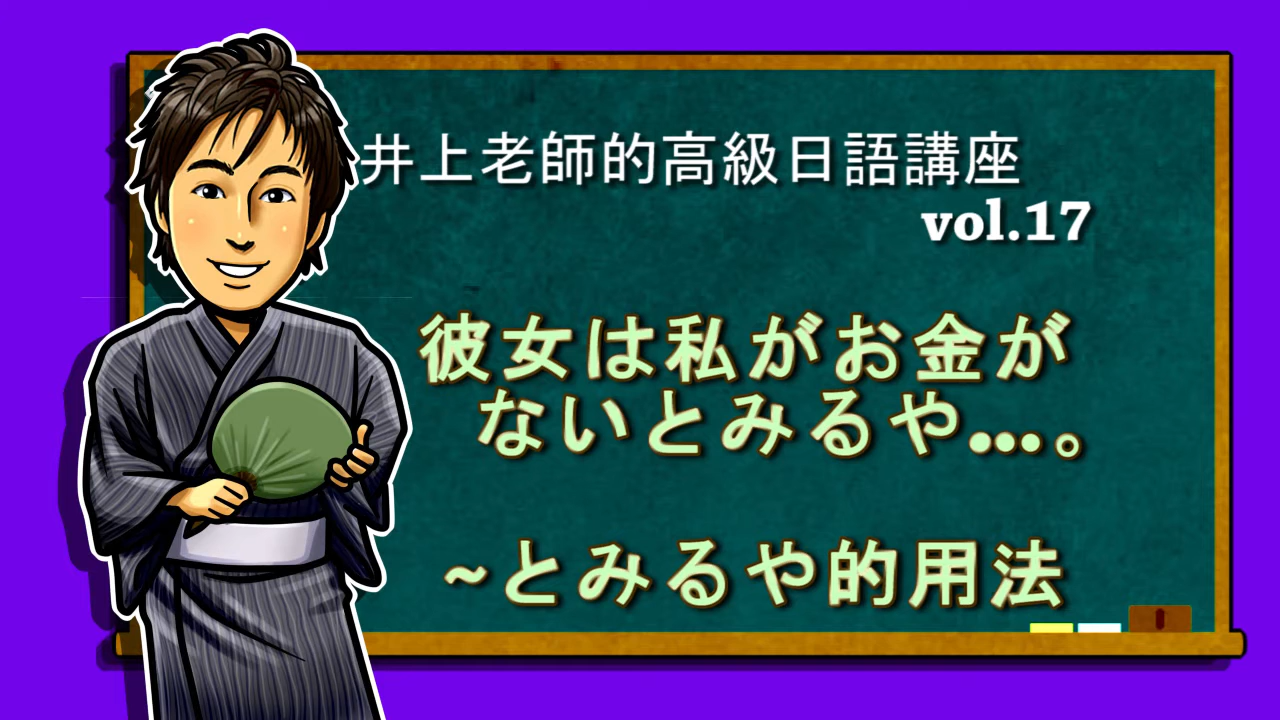 井上老師的高級日語講座
vol.17
彼女は私がお金が
ないとみるや…。
~とみるや的用法